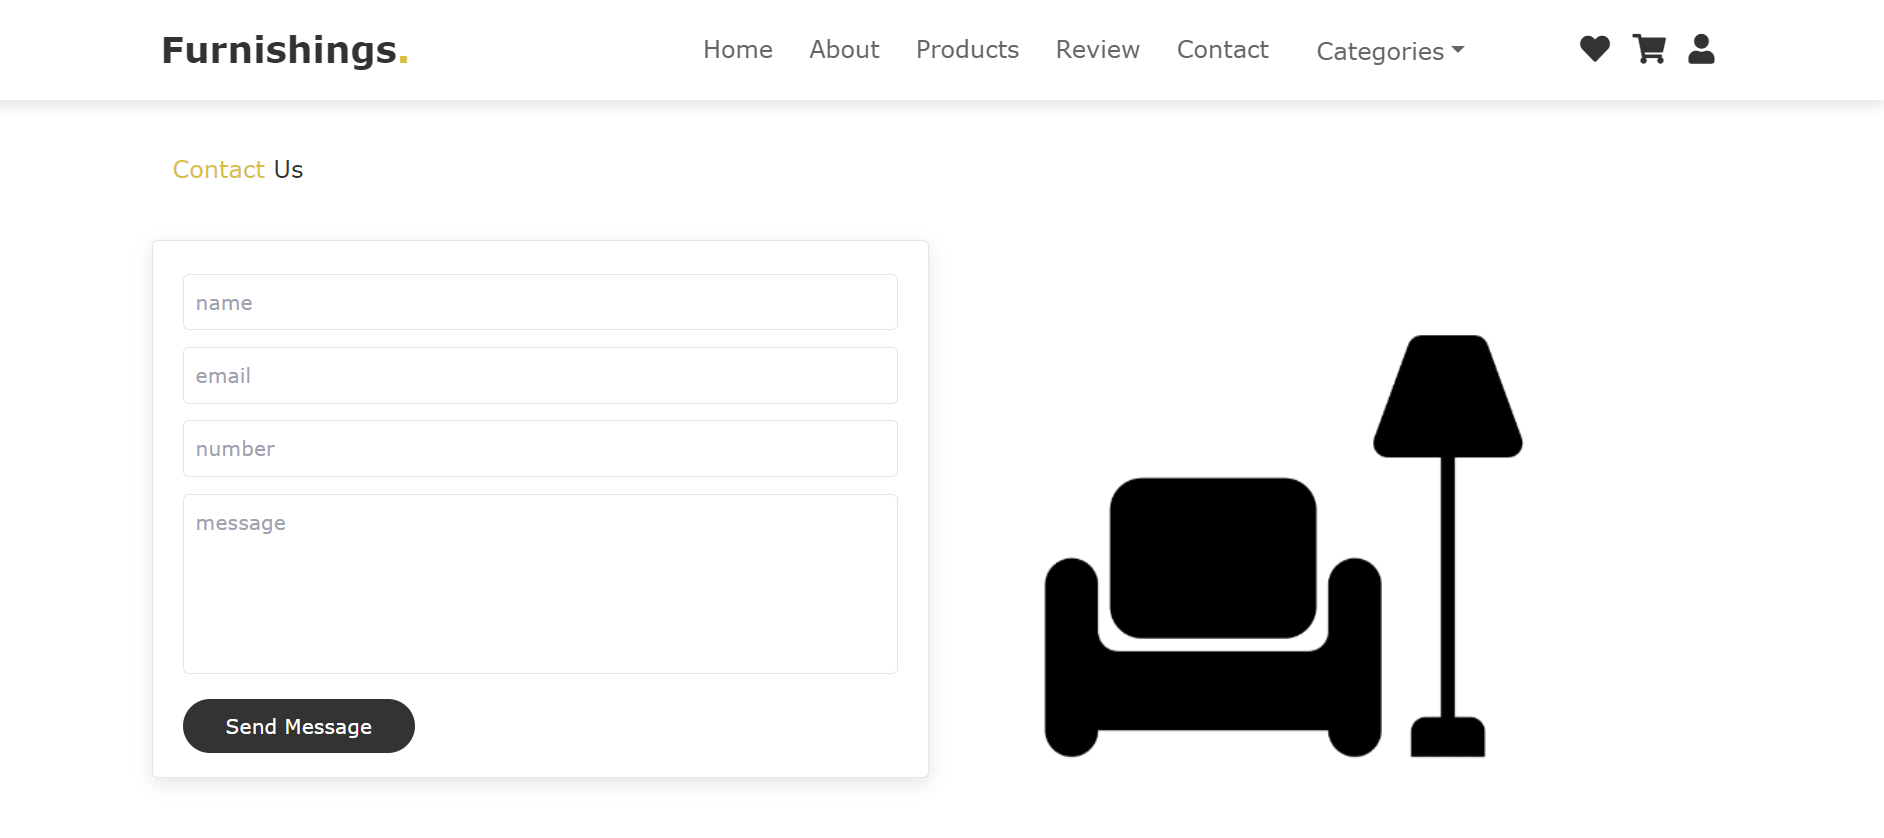 Furnishings.
Home About Products Review Contact Categories
Contact Us
name
email
number
message
Send Message